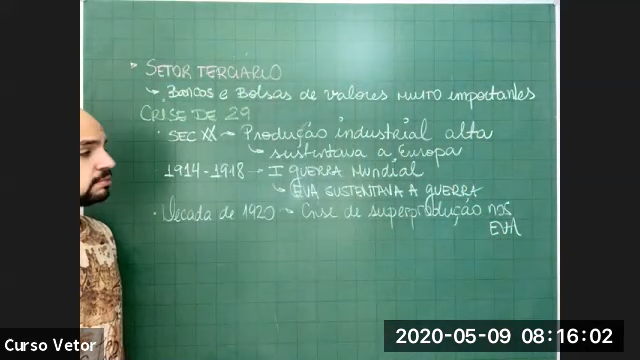 SETOR TERCIÁRIO
Bancos e Bolsas de valores muito importantes
CRISE DE 29
SEC XX → Produção industrial alta
sustentava a Europa
1914-1918 → I GUERRA MUNDIAL
EUA SUSTENTAVA A GUERRA
Década de 1920 → Crise de superprodução nos
EUA
Curso Vetor
2020-05-09 08:16:02